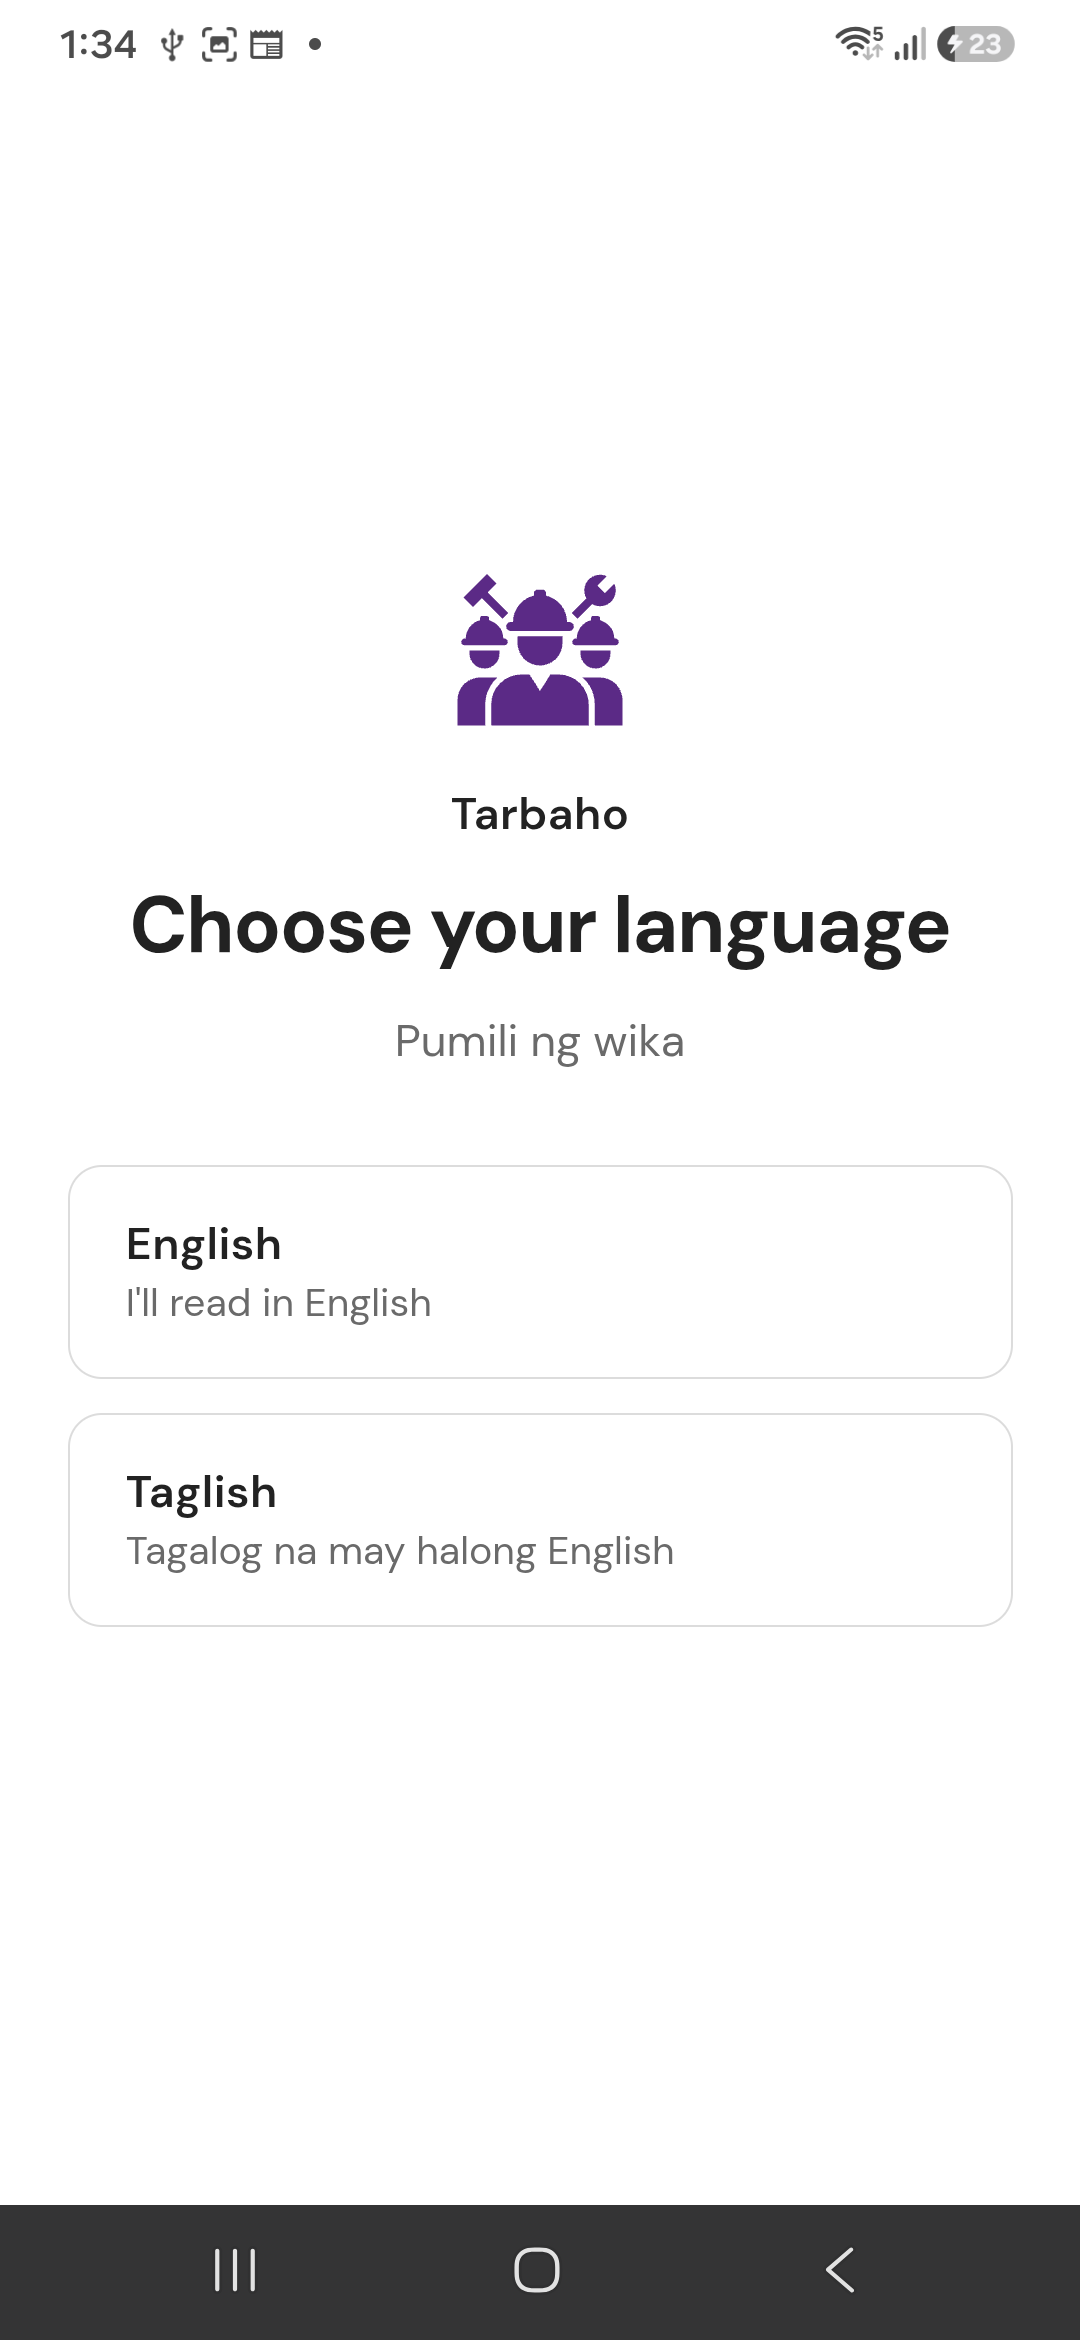 1:34
5
23
Tarbaho
Choose your language
Pumili ng wika
English
I'll read in English
Taglish
Tagalog na may halong English